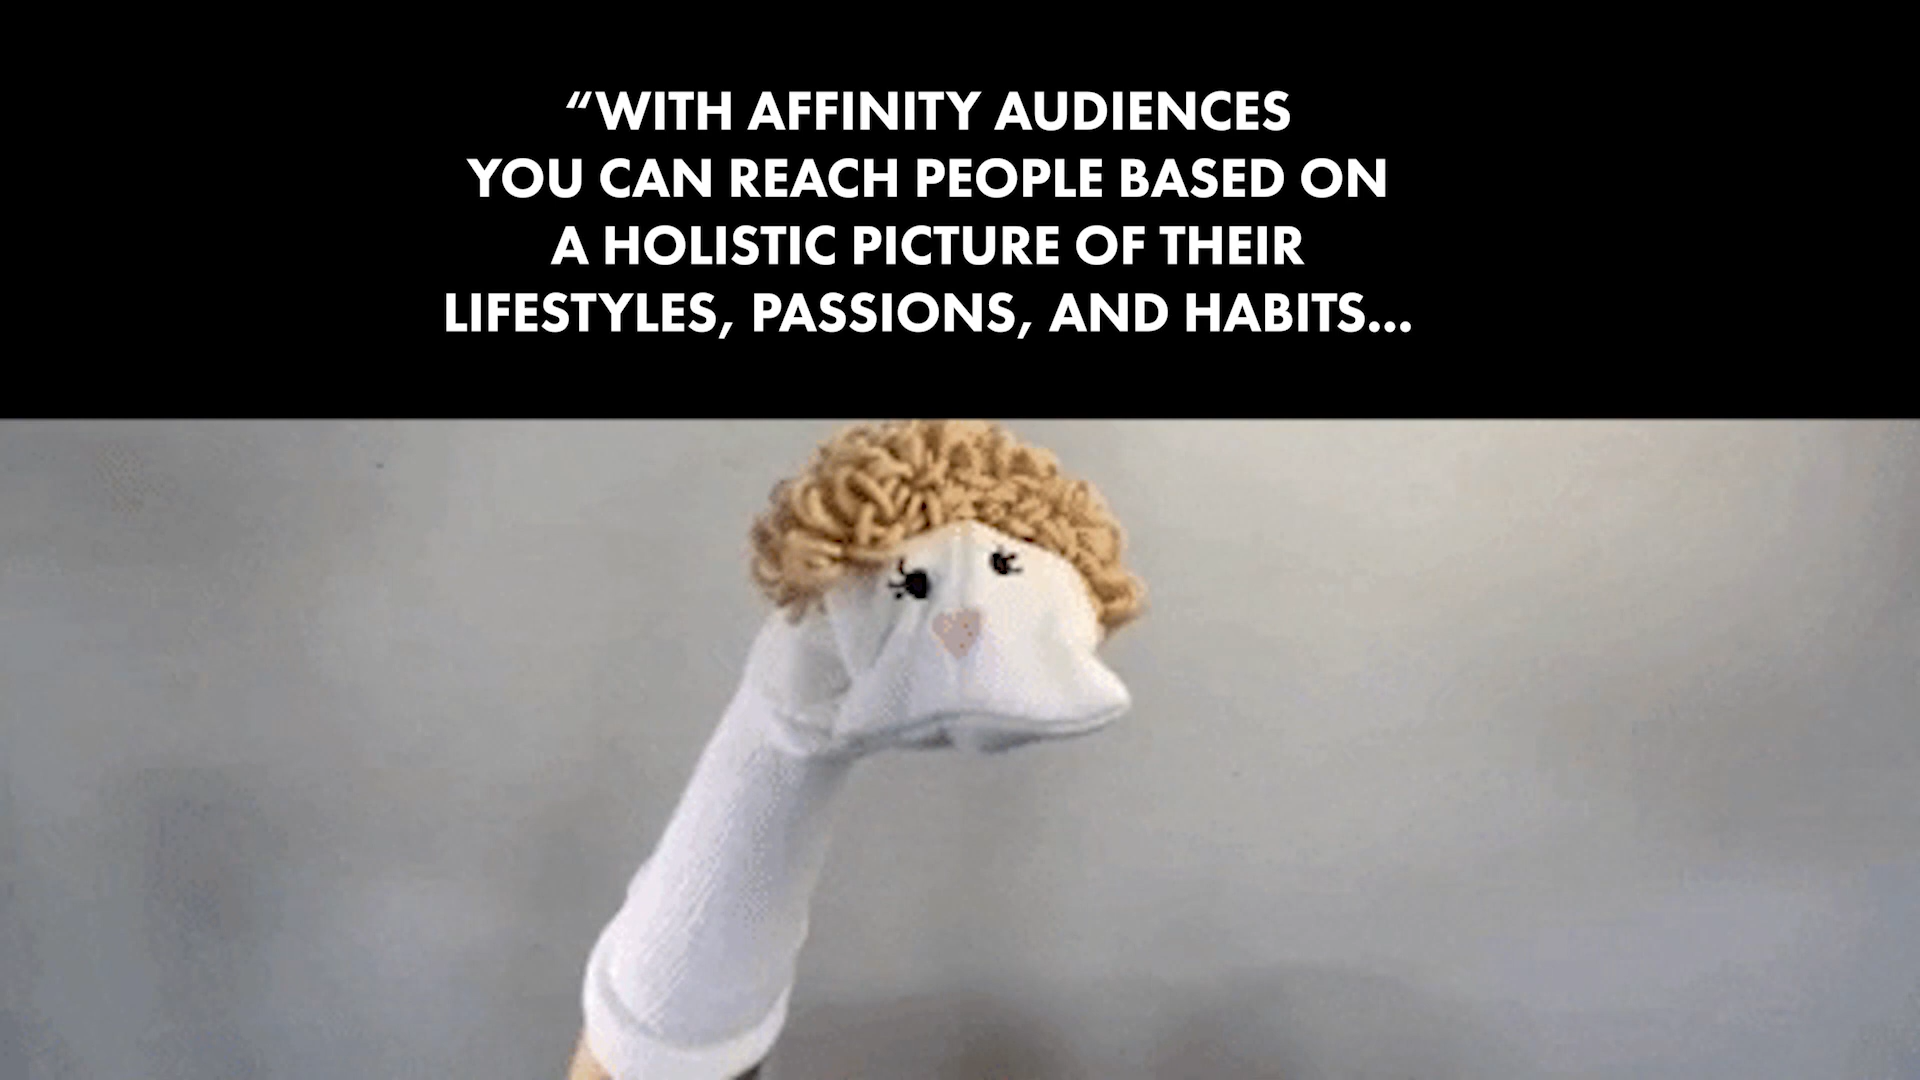 “WITH AFFINITY AUDIENCES
YOU CAN REACH PEOPLE BASED ON
A HOLISTIC PICTURE OF THEIR
LIFESTYLES, PASSIONS, AND HABITS...